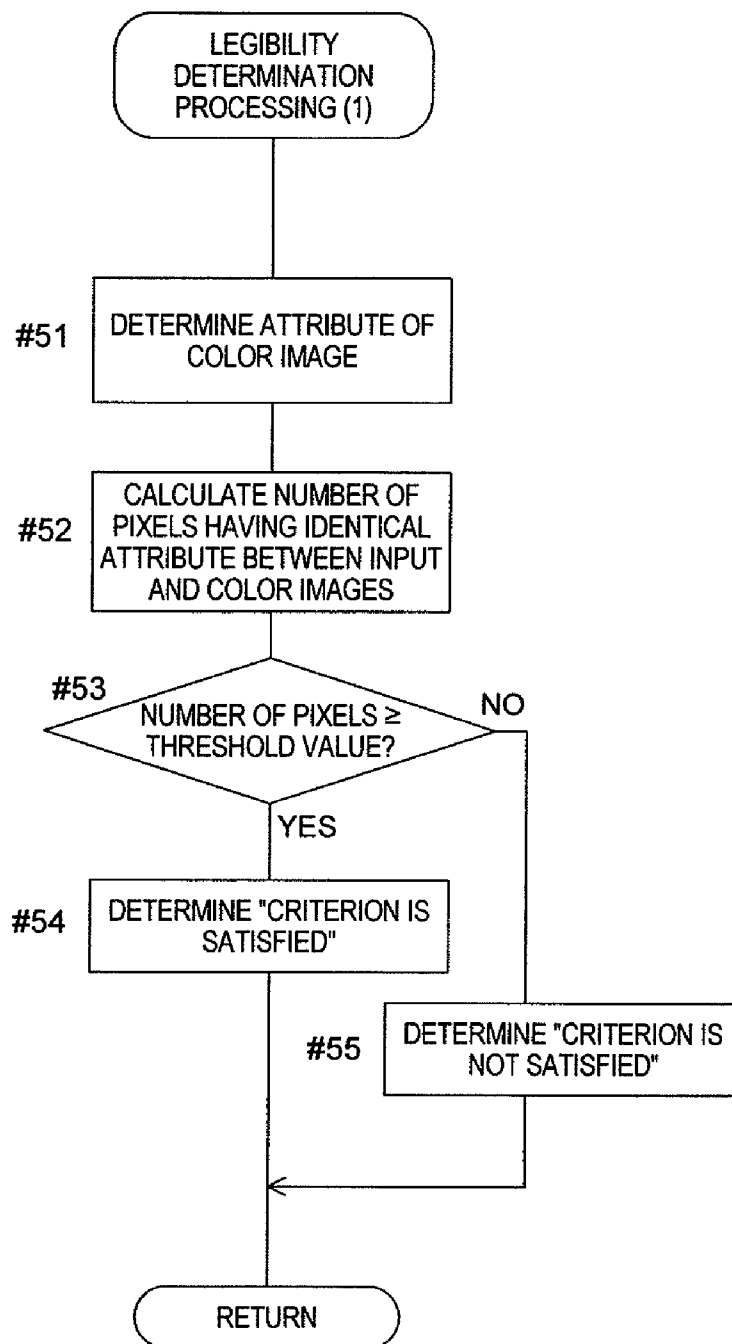 LEGIBILITY
DETERMINATION
PROCESSING (1)
#51
DETERMINE ATTRIBUTE OF
COLOR IMAGE
#52
CALCULATE NUMBER OF
PIXELS HAVING IDENTICAL
ATTRIBUTE BETWEEN INPUT
AND COLOR IMAGES
#53
NUMBER OF PIXELS ≥
THRESHOLD VALUE?
NO
YES
#54
DETERMINE "CRITERION IS
SATISFIED"
#55
DETERMINE "CRITERION IS
NOT SATISFIED"
RETURN